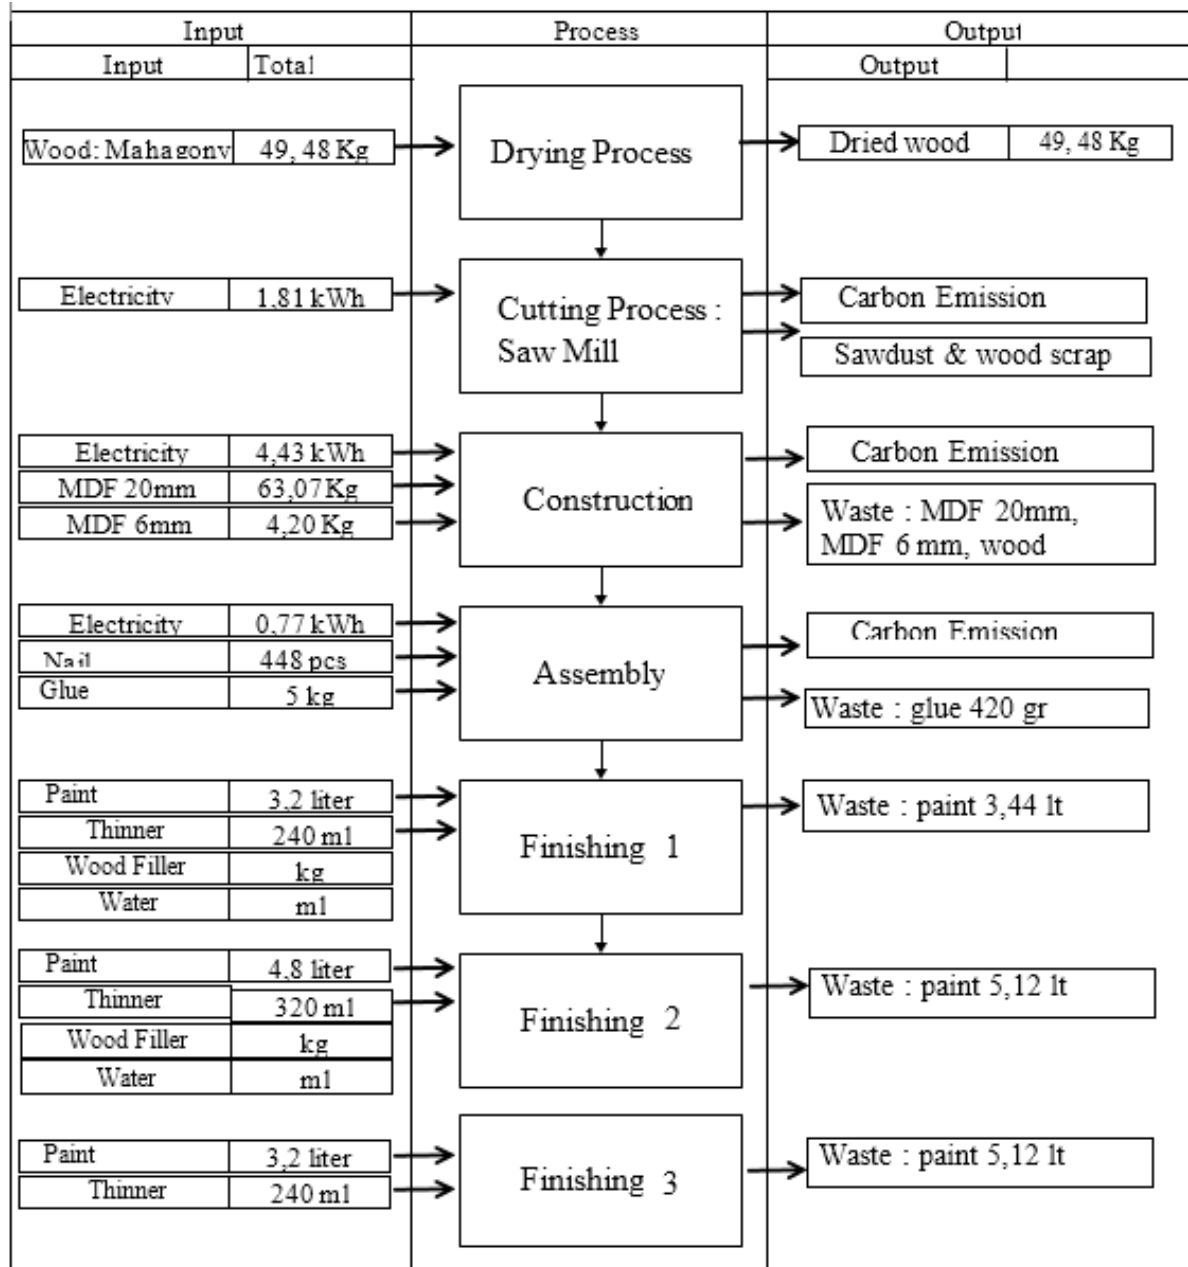 Input Process Output
Input Total Output
Wood: Mahagony 49, 48 Kg
Drying Process
Dried wood 49, 48 Kg
Electricity 1,81 kWh
Cutting Process :
Saw Mill
Carbon Emission
Sawdust & wood scrap
Electricity 4,43 kWh
MDF 20mm 63,07 Kg
MDF 6mm 4,20 Kg
Construction
Carbon Emission
Waste : MDF 20mm,
MDF 6 mm, wood
Electricity 0,77 kWh
Nail 448 pcs
Glue 5 kg
Assembly
Carbon Emission
Waste : glue 420 gr
Paint 3,2 liter
Thinner 240 ml
Wood Filler kg
Water ml
Finishing 1
Waste : paint 3,44 lt
Paint 4,8 liter
Thinner 320 ml
Wood Filler kg
Water ml
Finishing 2
Waste : paint 5,12 lt
Paint 3,2 liter
Thinner 240 ml
Finishing 3
Waste : paint 5,12 lt